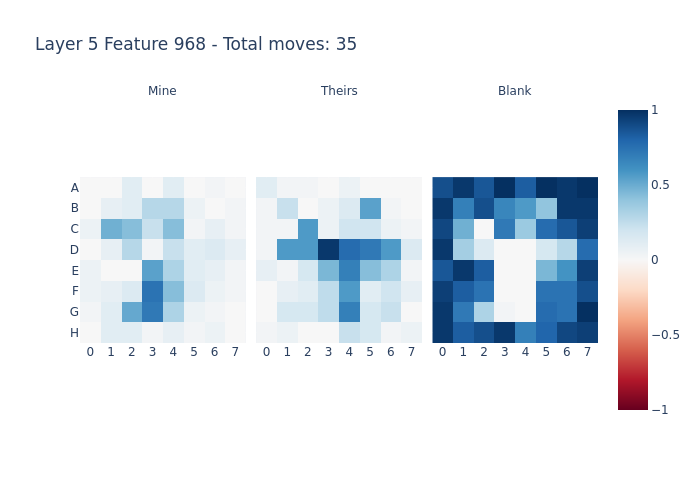 Layer 5 Feature 968 - Total moves: 35
Mine
Theirs
Blank
A
B
C
D
E
F
G
H
0 1 2 3 4 5 6 7
0 1 2 3 4 5 6 7
0 1 2 3 4 5 6 7
1
0.5
0
−0.5
−1